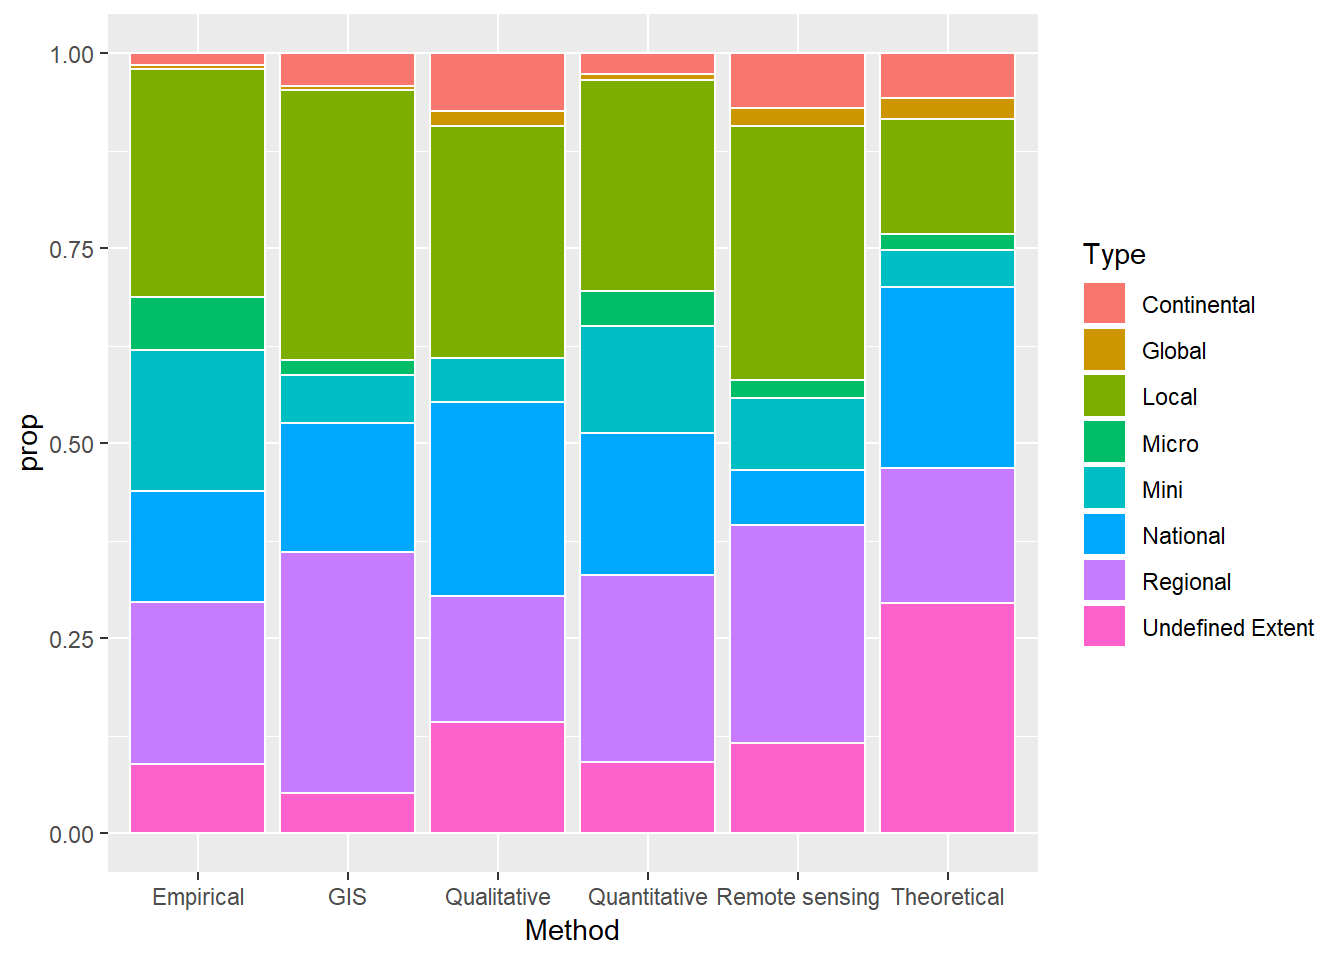 1.00
0.75
0.50
0.25
0.00
prop
Empirical
GIS
Qualitative
Quantitative
Remote sensing
Theoretical
Method
Type
Continental
Global
Local
Micro
Mini
National
Regional
Undefined Extent